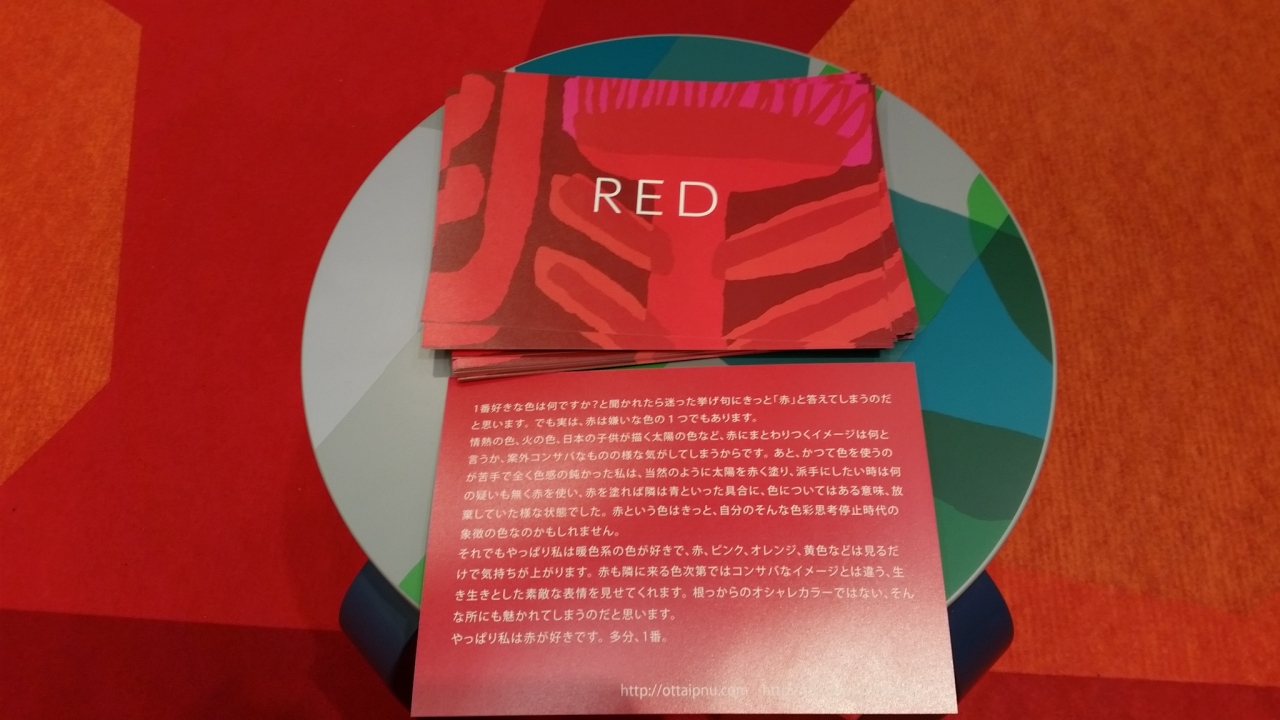 RED
1番好きな色は何ですか?と聞かれたら迷った挙げ句にきっと「赤」と答えてしまうのだ
と思います。でも実は、赤は嫌いな色の1つでもあります。
情熱の色、火の色、日本の子供が描く太陽の色など、赤にまとわりつくイメージは何と
言うか、案外コンサバなものの様な気がしてしまうからです。あと、かつて色を使うの
が苦手で全く色感の鈍かった私は、当然のように太陽を赤く塗り、派手にしたい時は何
の疑いも無く赤を使い、赤を塗れば隣は青といった具合に、色についてはある意味、放
棄していた様な状態でした。赤という色はきっと、自分のそんな色彩思考停止時代の
象徴の色なのかもしれません。
それでもやっぱり私は暖色系の色が好きで、赤、ピンク、オレンジ、黄色などは見るだ
けで気持ちが上がります。赤も隣に来る色次第ではコンサバなイメージとは違う、生
き生きとした素敵な表情を見せてくれます。根っからのオシャレカラーではない、そん
な所にも魅かれてしまうのだと思います。
やっぱり私は赤が好きです。多分、1番。
http://ottaipnu.com